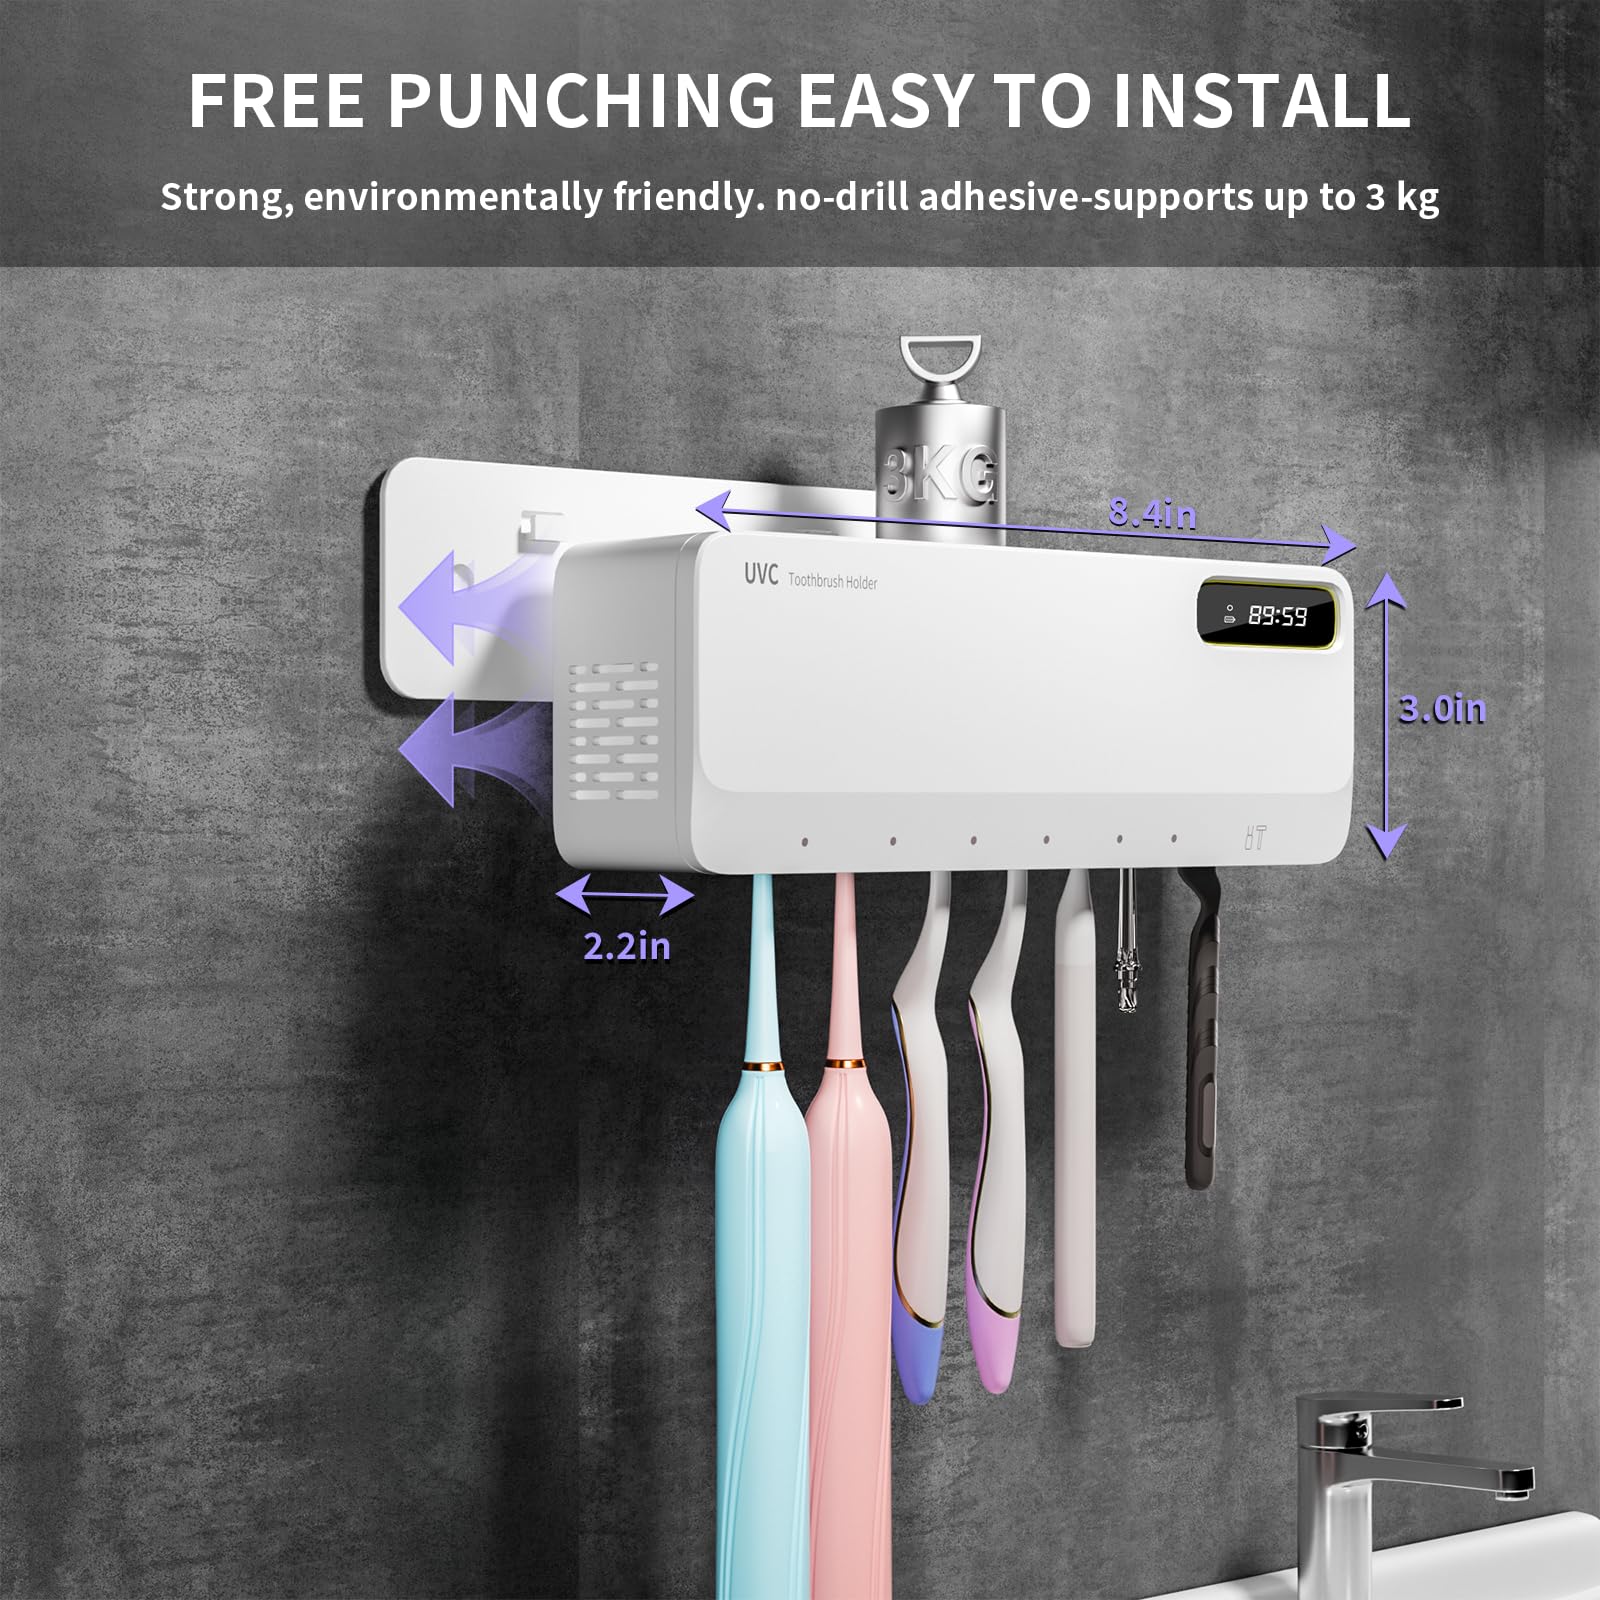 FREE PUNCHING EASY TO INSTALL
Strong, environmentally friendly. no-drill adhesive-supports up to 3 kg
3KG
8.4in
UVC Toothbrush Holder
89:59
3.0in
2.2in